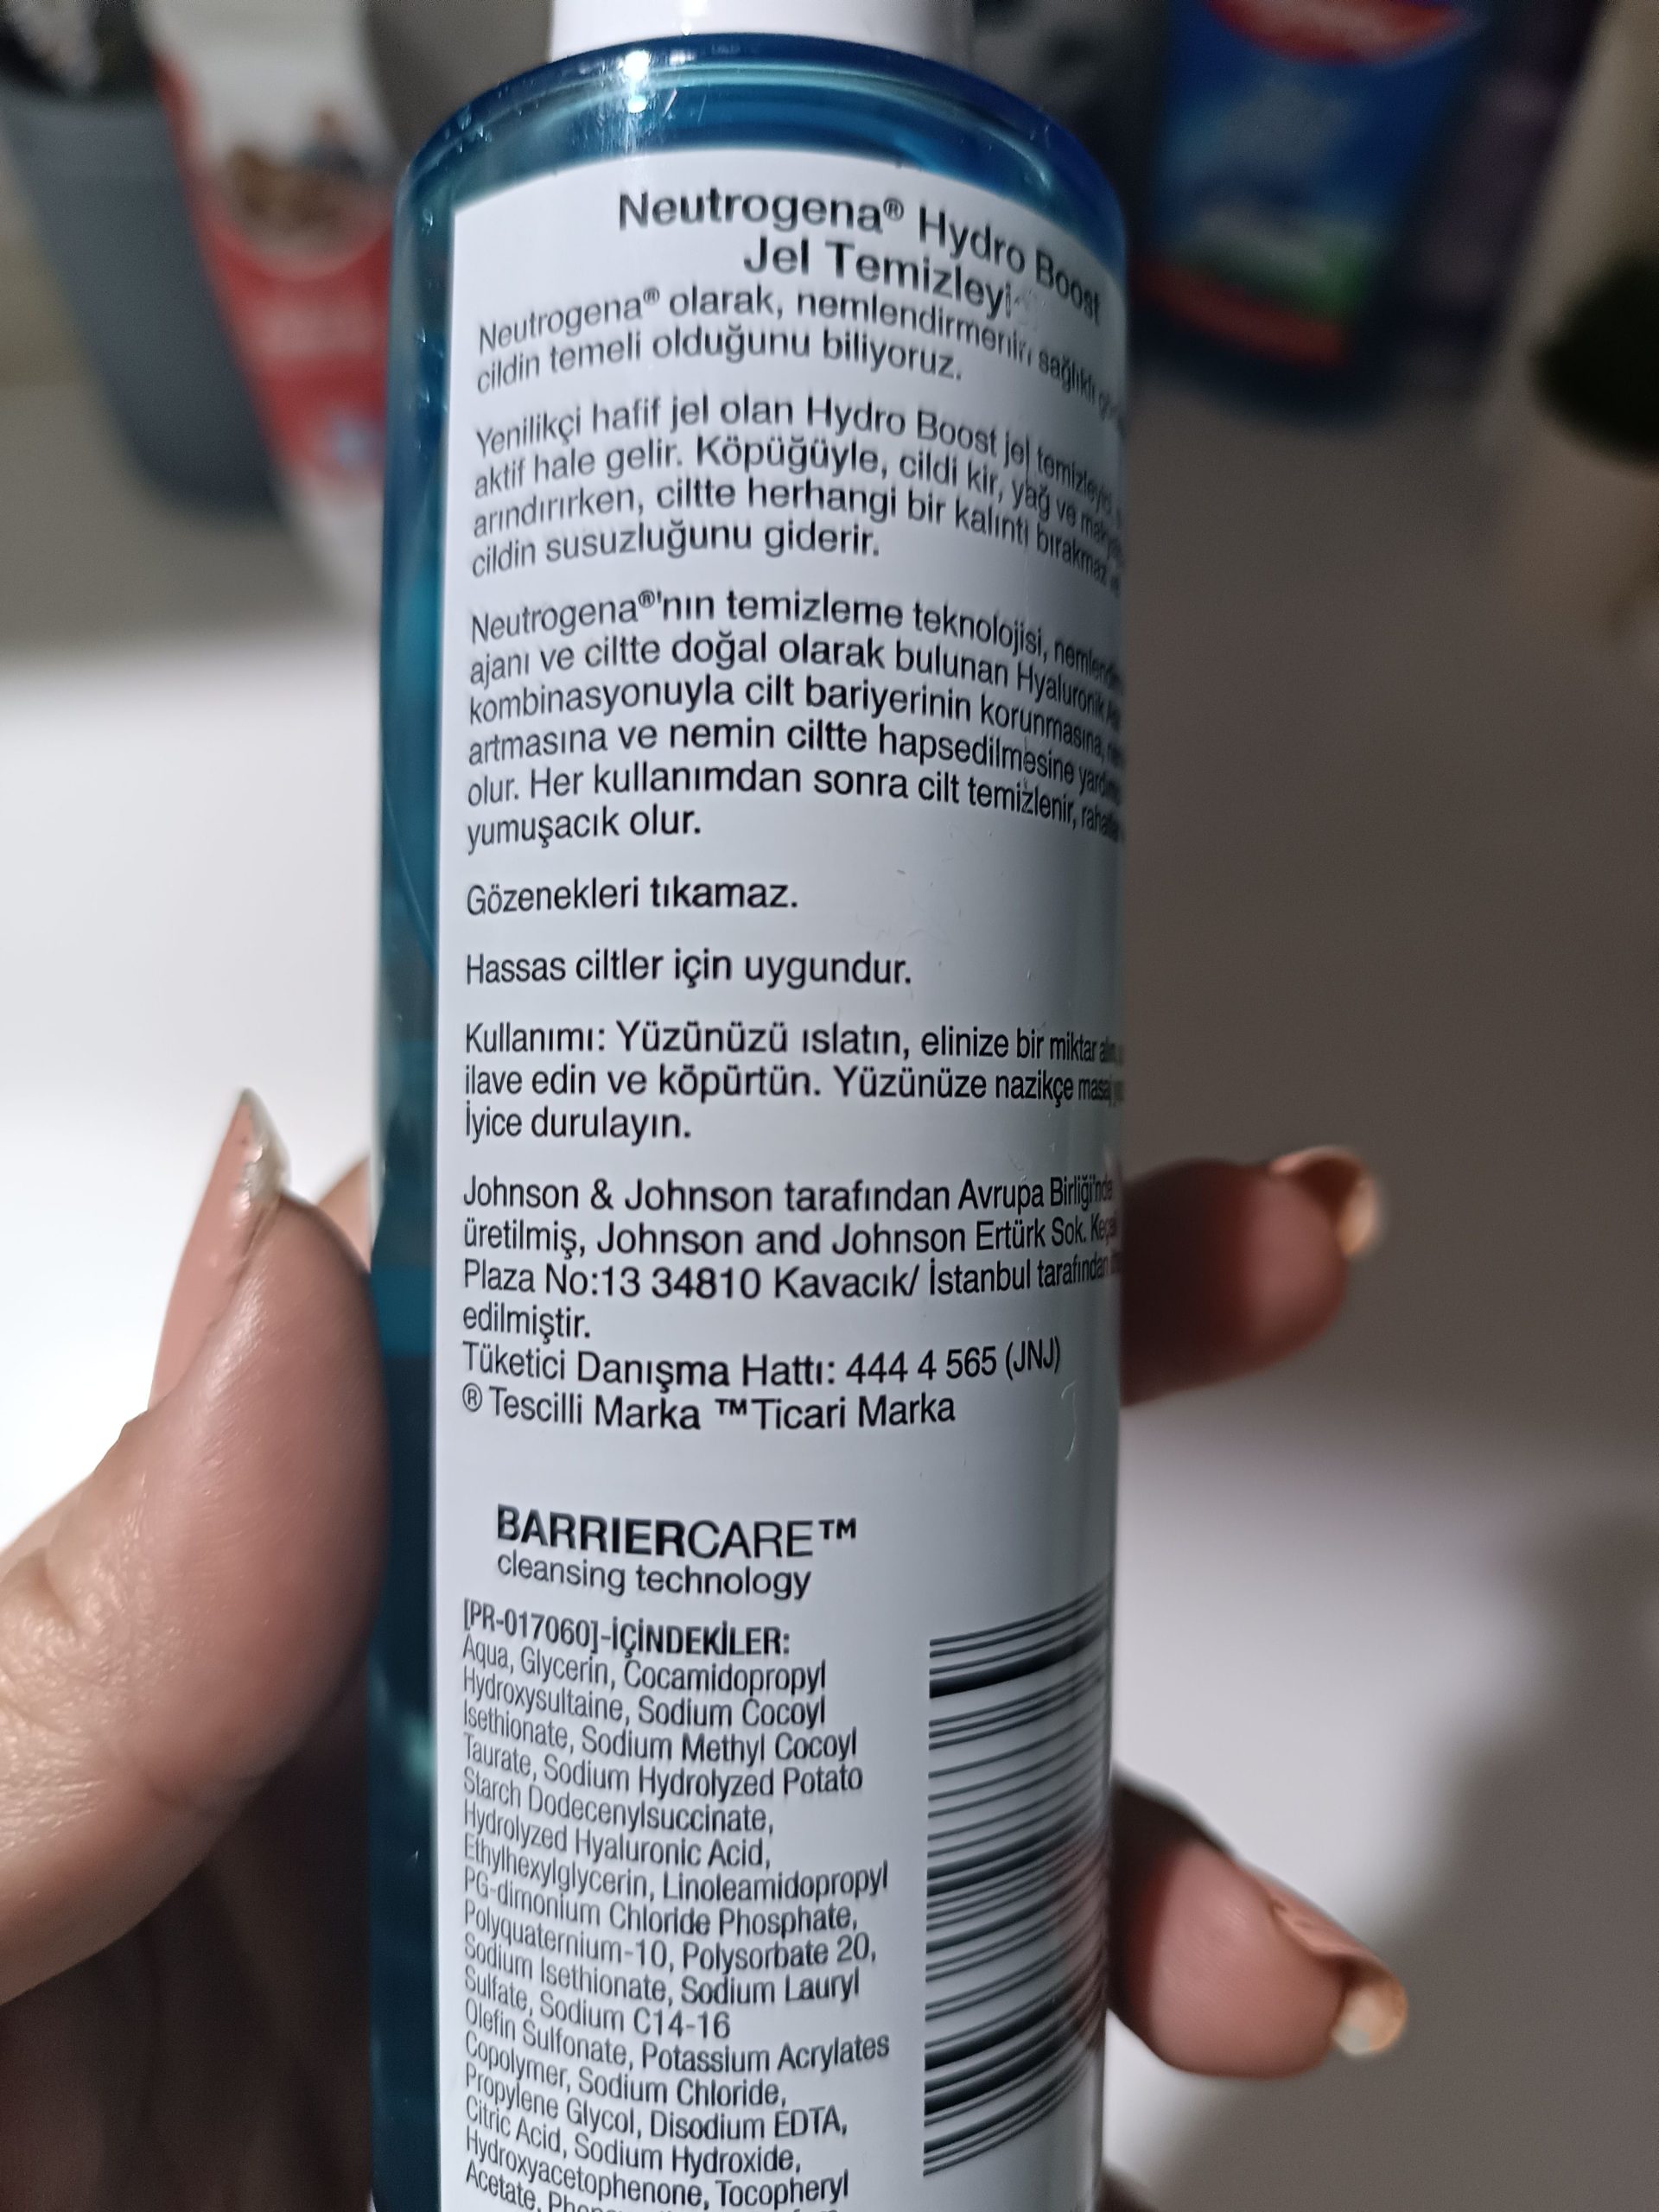 Neutrogena® Hydro Boost
Jel Temizleyi
Neutrogena® olarak, nemlendirmenin sağlıklı
cildin temeli olduğunu biliyoruz.
Yenilikçi hafif jel olan Hydro Boost jel temizleyici
aktif hale gelir. Köpüğüyle, cildi kir, yağ ve
arındırırken, ciltte herhangi bir kalıntı bırakmaz
cildin susuzluğunu giderir.
Neutrogena®'nın temizleme teknolojisi,
ajanı ve ciltte doğal olarak bulunan Hyaluronik
kombinasyonuyla cilt bariyerinin korunmasına,
artmasına ve nemin ciltte hapsedilmesine
olur. Her kullanımdan sonra cilt temizlenir,
yumuşacık olur.
Gözenekleri tıkamaz.
Hassas ciltler için uygundur.
Kullanımı: Yüzünüzü ıslatın, elinize bir miktar
ilave edin ve köpürtün. Yüzünüze nazikçe masaj
İyice durulayın.
Johnson & Johnson tarafından Avrupa Birliği'nde
üretilmiş, Johnson and Johnson Ertürk Sok.
Plaza No:13 34810 Kavacık/ İstanbul tarafından
edilmiştir.
Tüketici Danışma Hattı: 444 4 565 (JNJ)
® Tescilli Marka ™Ticari Marka
BARRIERCARE™
cleansing technology
[PR-017060]-İÇİNDEKİLER:
Aqua, Glycerin, Cocamidopropyl
Hydroxysultaine, Sodium Cocoyl
Isethionate, Sodium Methyl Cocoyl
Taurate, Sodium Hydrolyzed Potato
Starch Dodecenylsuccinate,
Hydrolyzed Hyaluronic Acid,
Ethylhexylglycerin, Linoleamidopropyl
PG-dimonium Chloride Phosphate,
Polyquaternium-10, Polysorbate 20,
Sodium Isethionate, Sodium Lauryl
Sulfate, Sodium C14-16
Olefin Sulfonate, Potassium Acrylates
Copolymer, Sodium Chloride,
Propylene Glycol, Disodium EDTA,
Citric Acid, Sodium Hydroxide,
Hydroxyacetophenone, Tocopheryl
Acetate,